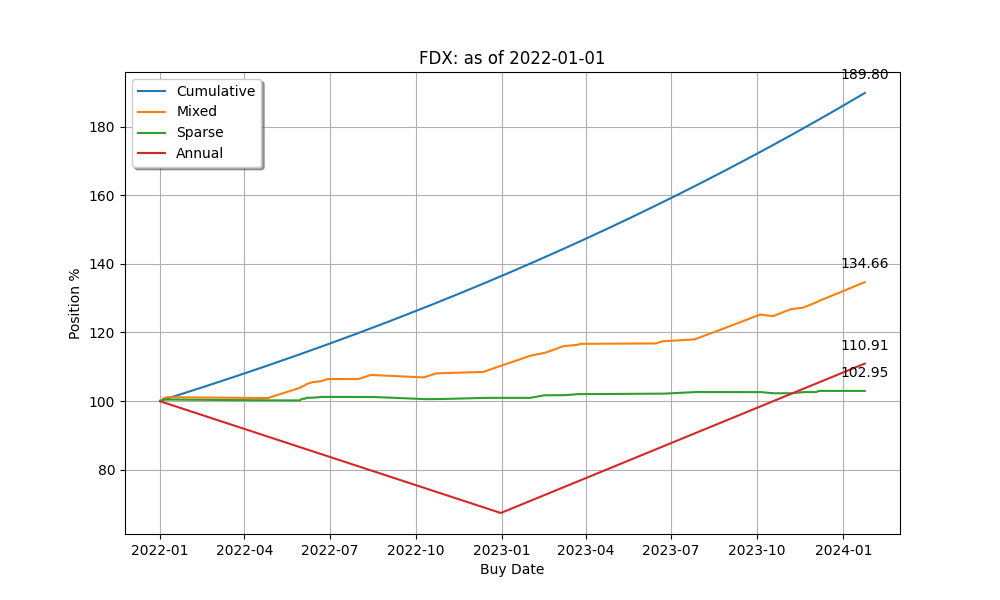 FDX: as of 2022-01-01
189.80
Cumulative
Mixed
Sparse
Annual
180
160
140
120
100
80
Position %
134.66
110.91
102.95
2022-01 2022-04 2022-07 2022-10 2023-01 2023-04 2023-07 2023-10 2024-01
Buy Date